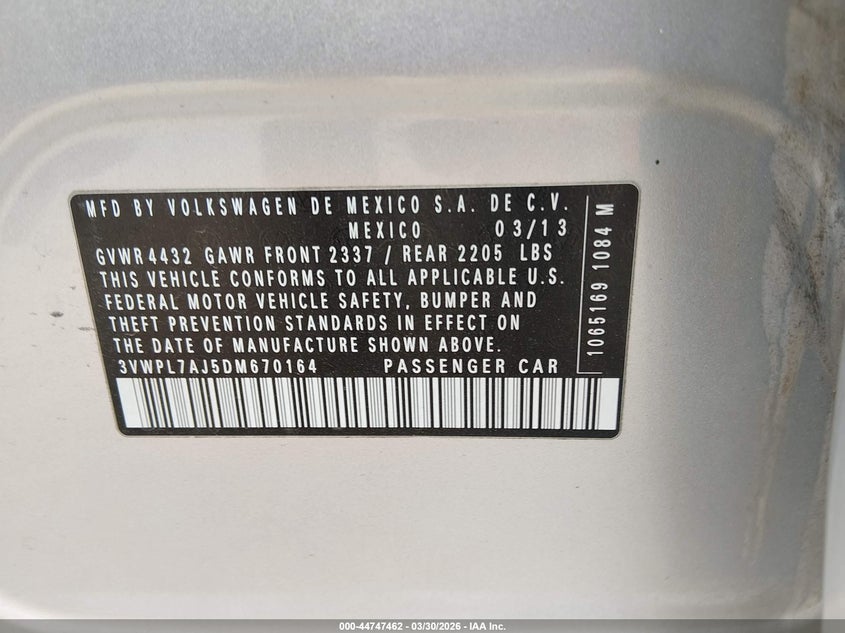 MFD BY VOLKSWAGEN DE MEXICO S.A. DE C.V.
MEXICO 03/13
GVWR 4432 GAWR FRONT 2337 / REAR 2205 LBS
THIS VEHICLE CONFORMS TO ALL APPLICABLE U.S.
FEDERAL MOTOR VEHICLE SAFETY, BUMPER AND
THEFT PREVENTION STANDARDS IN EFFECT ON
THE DATE OF MANUFACTURE SHOWN ABOVE.
3VWPL7AJ5DM670164 PASSENGER CAR
1065169 1084 M
000-44747462 - 03/30/2026 - IAA Inc.